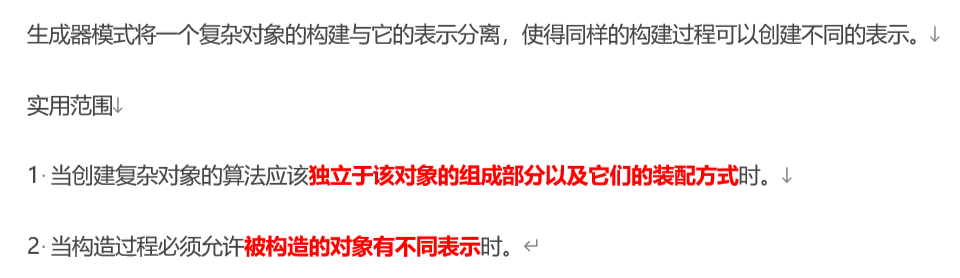 生成器模式将一个复杂对象的构建与它的表示分离，使得同样的构建过程可以创建不同的表示。↓
实用范围↓
1· 当创建复杂对象的算法应该独立于该对象的组成部分以及它们的装配方式时。↓
2· 当构造过程必须允许被构造的对象有不同表示时。↵